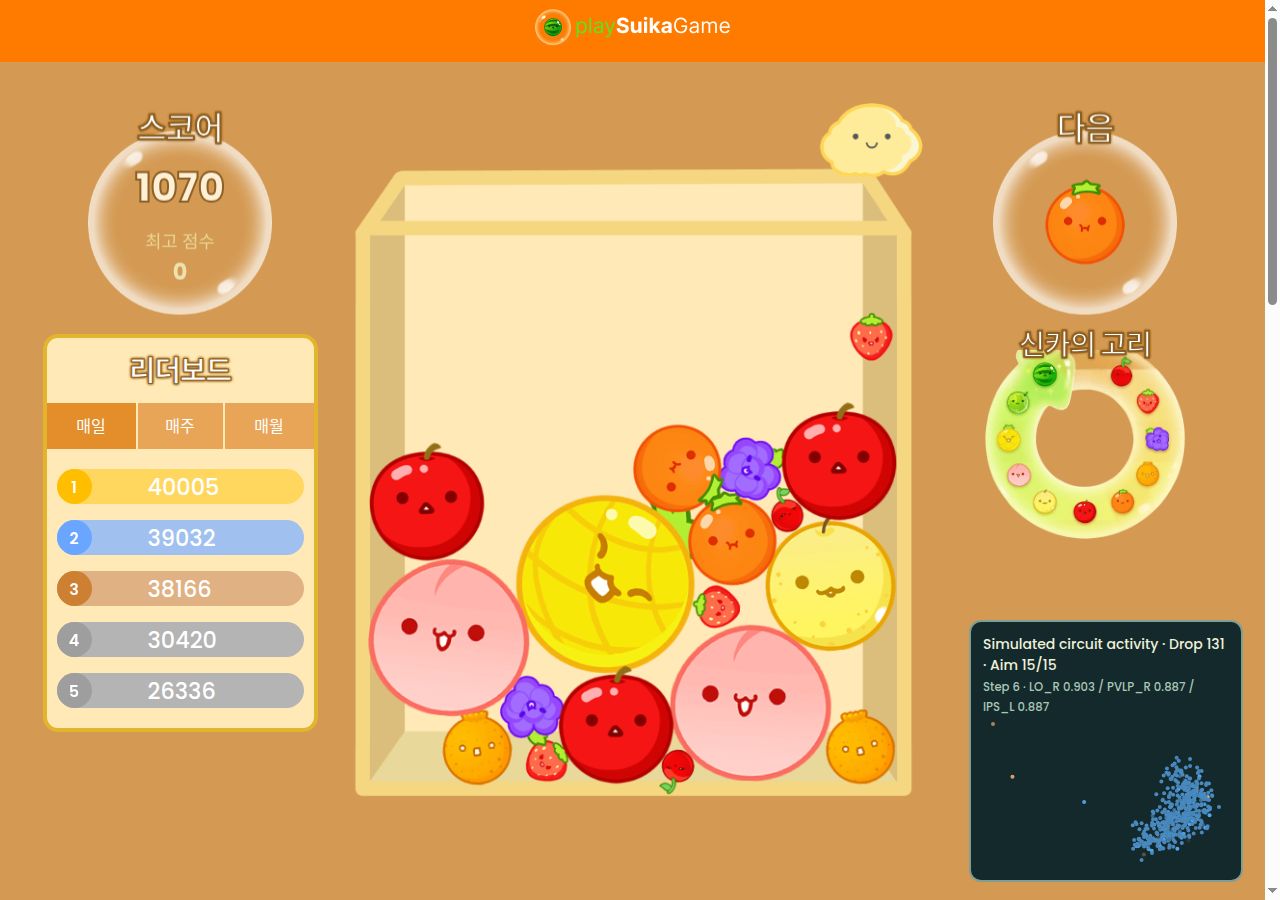 playSuikaGame
스코어
1070
최고 점수
0
리더보드
매일 매주 매월
1 40005
2 39032
3 38166
4 30420
5 26336
다음
신카의 고리
Simulated circuit activity · Drop 131
· Aim 15/15
Step 6 · LO_R 0.903 / PVLP_R 0.887 /
IPS_L 0.887